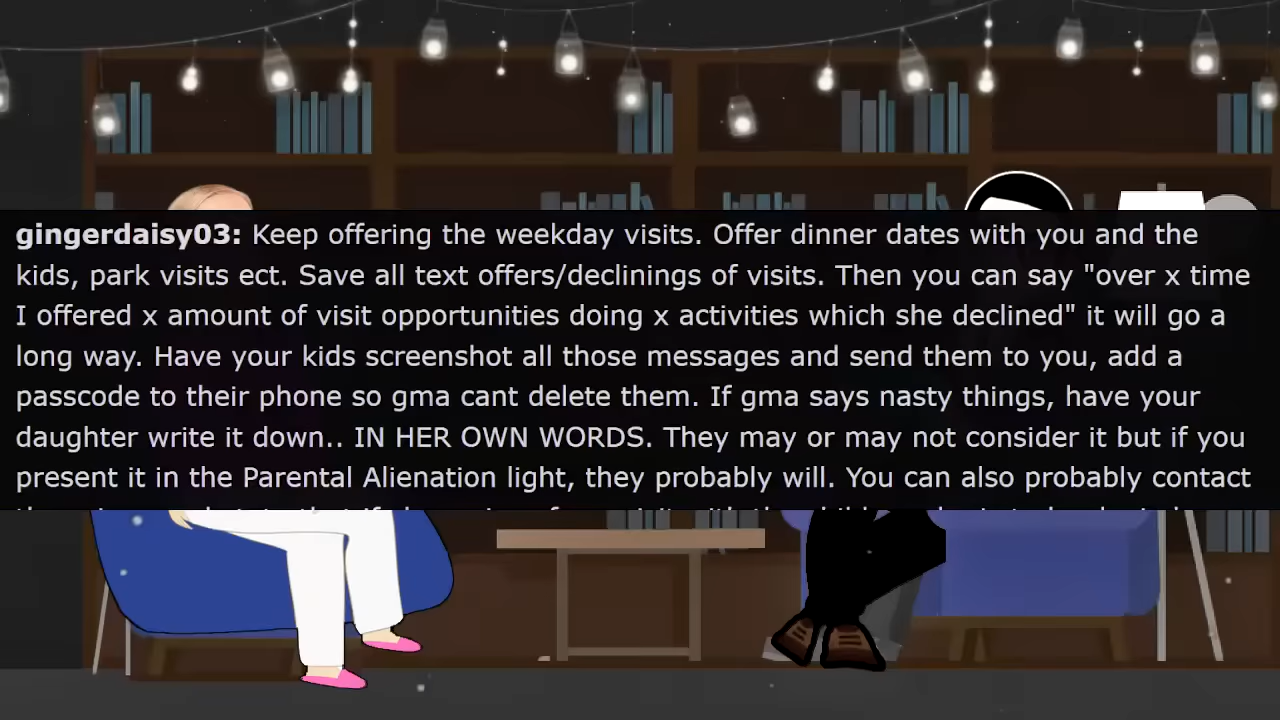 gingerdaisy03: Keep offering the weekday visits. Offer dinner dates with you and the
kids, park visits ect. Save all text offers/declinings of visits. Then you can say "over x time
I offered x amount of visit opportunities doing x activities which she declined" it will go a
long way. Have your kids screenshot all those messages and send them to you, add a
passcode to their phone so gma cant delete them. If gma says nasty things, have your
daughter write it down.. IN HER OWN WORDS. They may or may not consider it but if you
present it in the Parental Alienation light, they probably will. You can also probably contact